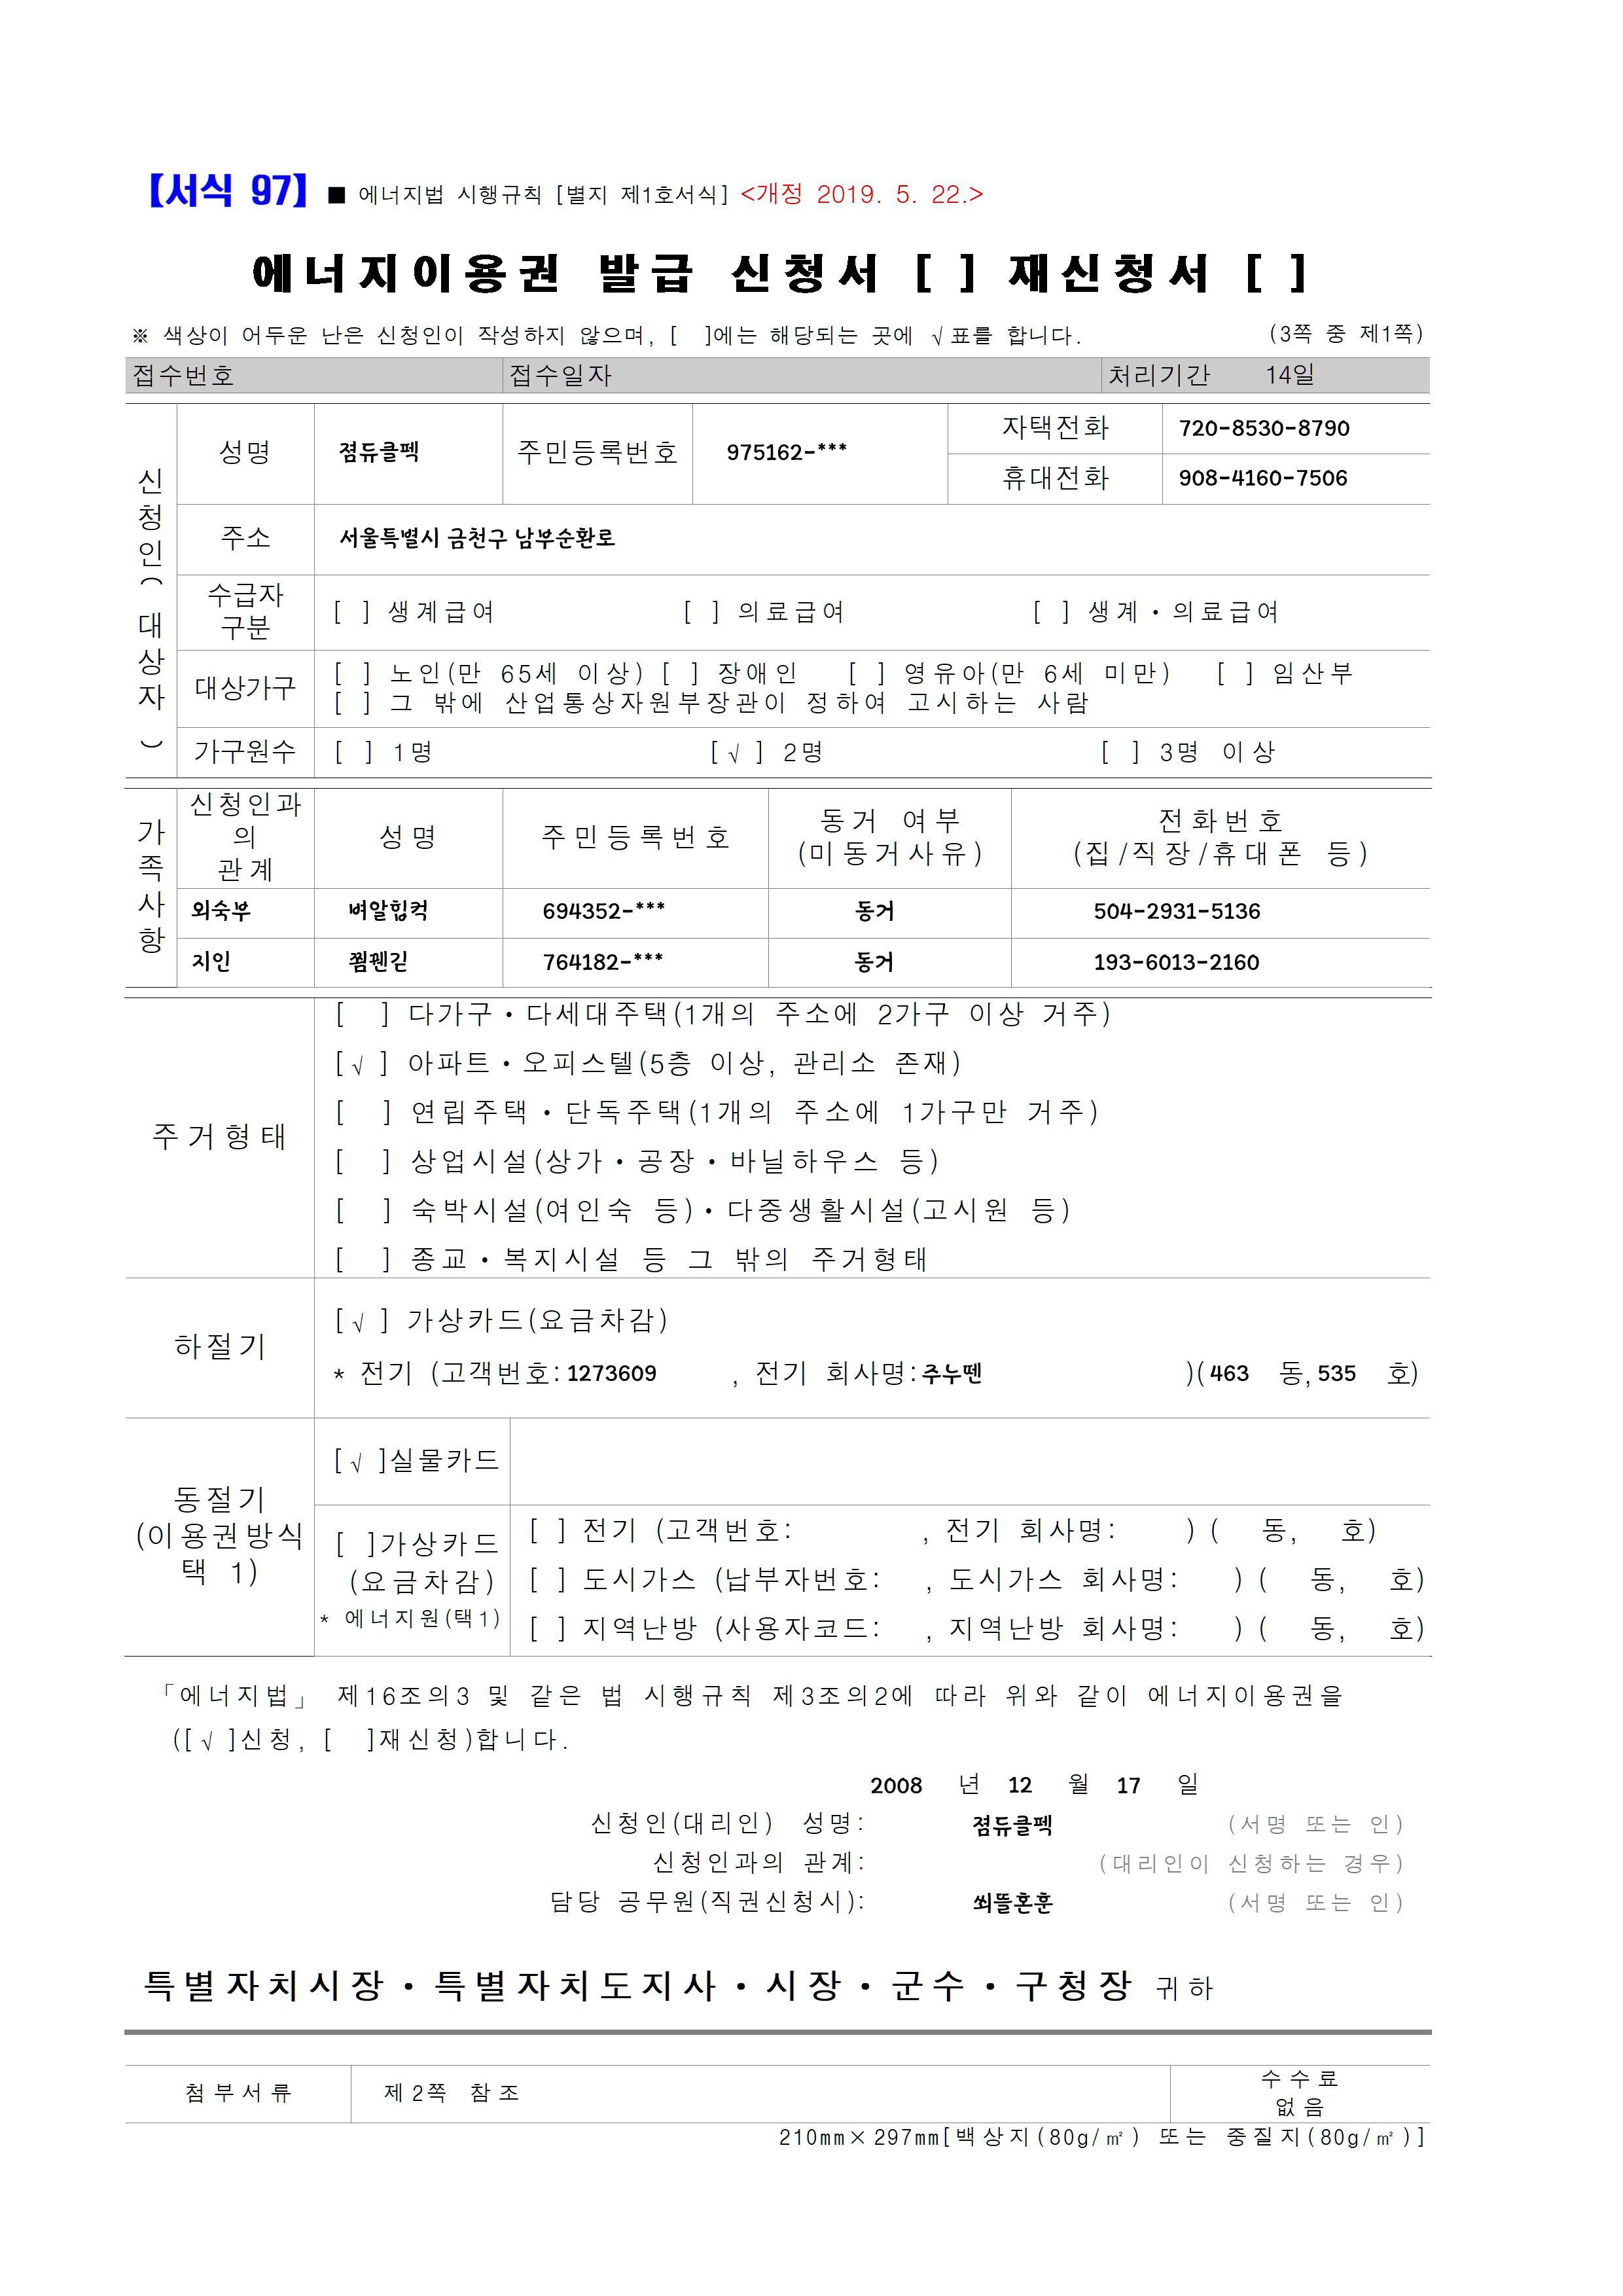 【서식 97】 ■ 에너지법 시행규칙 [별지 제1호서식] <개정 2019. 5. 22.>
에너지이용권 발급 신청서 [ ] 재신청서 [ ]
※ 색상이 어두운 난은 신청인이 작성하지 않으며, [ ]에는 해당되는 곳에 √표를 합니다. (3쪽 중 제1쪽)
접수번호 접수일자 처리기간 14일
신청인(대상자)
성명 졈듀클펙 주민등록번호 975162-*** 자택전화 720-8530-8790
휴대전화 908-4160-7506
주소 서울특별시 금천구 남부순환로
수급자
구분
[ ] 생계급여 [ ] 의료급여 [ ] 생계·의료급여
대상가구 [ ] 노인(만 65세 이상) [ ] 장애인 [ ] 영유아(만 6세 미만) [ ] 임산부
[ ] 그 밖에 산업통상자원부장관이 정하여 고시하는 사람
가구원수 [ ] 1명 [√] 2명 [ ] 3명 이상
가족사항
신청인과
의
관계
성명 주민등록번호 동거 여부
(미동거사유)
전화번호
(집/직장/휴대폰 등)
외숙부 벼알힙컥 694352-*** 동거 504-2931-5136
지인 쬠펜긷 764182-*** 동거 193-6013-2160
주거형태
[ ] 다가구·다세대주택(1개의 주소에 2가구 이상 거주)
[√ ] 아파트·오피스텔(5층 이상, 관리소 존재)
[ ] 연립주택·단독주택(1개의 주소에 1가구만 거주)
[ ] 상업시설(상가·공장·바닐하우스 등)
[ ] 숙박시설(여인숙 등)·다중생활시설(고시원 등)
[ ] 종교·복지시설 등 그 밖의 주거형태
하절기
[√ ] 가상카드(요금차감)
* 전기 (고객번호: 1273609 , 전기 회사명: 주누뗀 )( 463 동, 535 호)
동절기
(이용권방식
택 1)
[√ ]실물카드
[ ]가상카드
(요금차감)
* 에너지원(택1)
[ ] 전기 (고객번호: , 전기 회사명: ) ( 동, 호)
[ ] 도시가스 (납부자번호: , 도시가스 회사명: ) ( 동, 호)
[ ] 지역난방 (사용자코드: , 지역난방 회사명: ) ( 동, 호)
「에너지법」 제16조의3 및 같은 법 시행규칙 제3조의2에 따라 위와 같이 에너지이용권을
([√ ]신청, [ ]재신청)합니다.
2008 년 12 월 17 일
신청인(대리인) 성명: 졈듀클펙 (서명 또는 인)
신청인과의 관계: (대리인이 신청하는 경우)
담당 공무원(직권신청시): 쐬뜰혼훈 (서명 또는 인)
특별자치시장·특별자치도지사·시장·군수·구청장 귀하
첨부서류 제2쪽 참조 수수료
없음
210mm×297mm[백상지(80g/㎡) 또는 중질지(80g/㎡)]